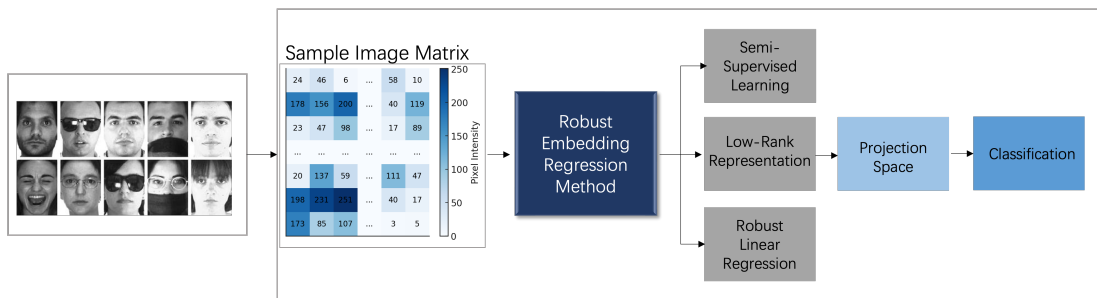 Sample Image Matrix
24 46 6 ... 58 10
178 156 200 ... 40 119
23 47 98 ... 17 89
... ... ... ... ... ...
20 137 59 ... 111 47
198 231 251 ... 40 17
173 85 107 ... 3 5
250
200
150
100
50
0
Pixel Intensity
Robust
Embedding
Regression
Method
Semi-
Supervised
Learning
Low-Rank
Representation
Robust
Linear
Regression
Projection
Space
Classification